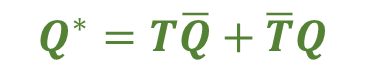 Q* = TQ̅ + T̅Q